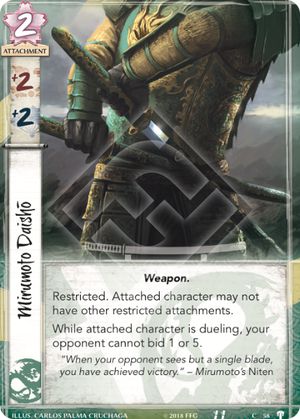 2
ATTACHMENT
+2
+2
Mirumoto Daishō
Weapon.
Restricted. Attached character may not
have other restricted attachments.
While attached character is dueling, your
opponent cannot bid 1 or 5.
"When your opponent sees but a single blade,
you have achieved victory." – Mirumoto's Niten
ILLUS. CARLOS PALMA CRUCHAGA © 2018 FFG 11 C 58